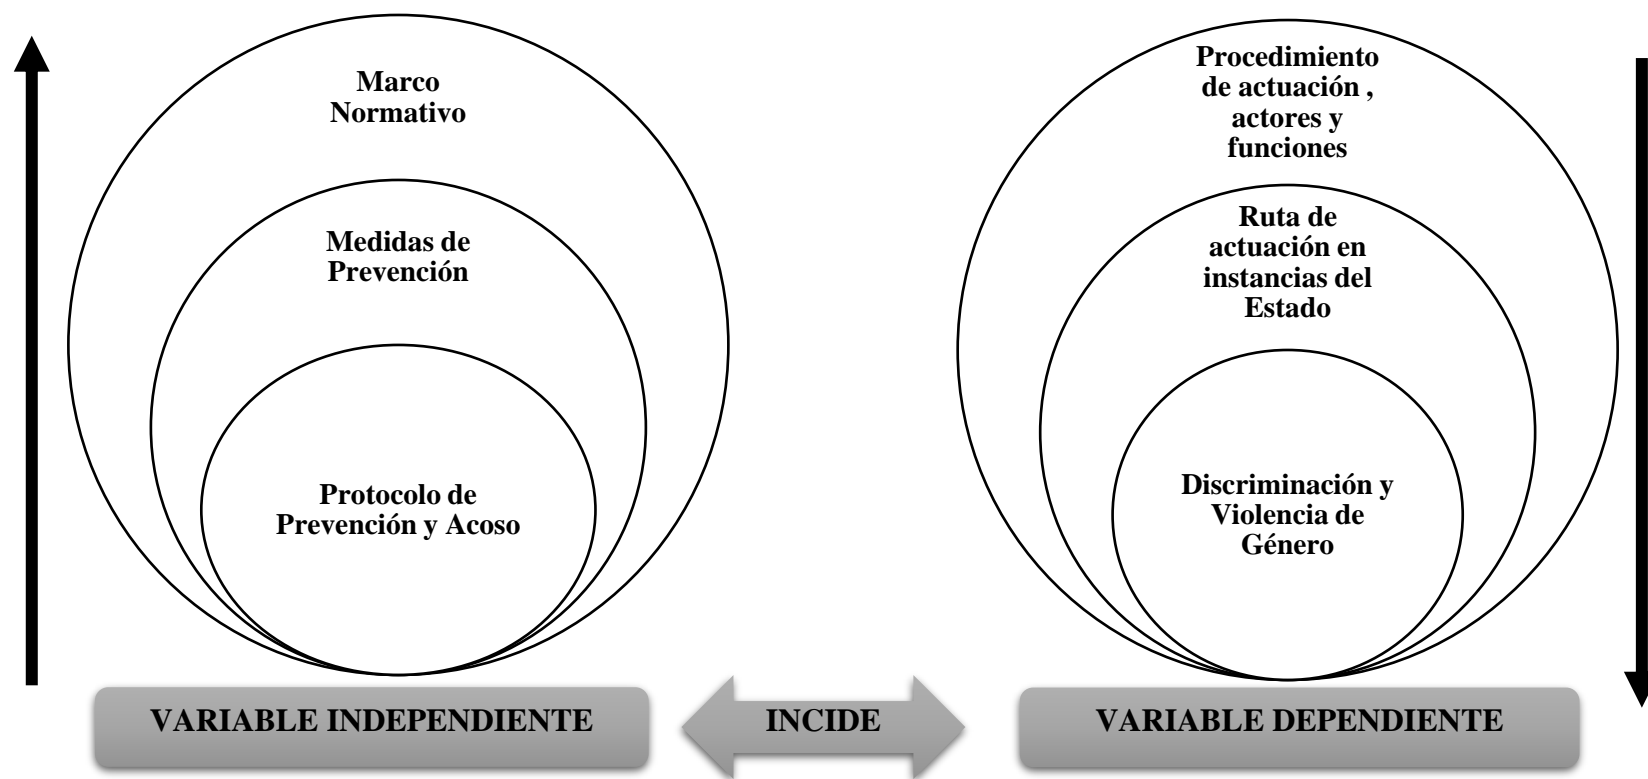 Marco
Normativo
Medidas de
Prevención
Protocolo de
Prevención y Acoso
Procedimiento
de actuación ,
actores y
funciones
Ruta de
actuación en
instancias del
Estado
Discriminación y
Violencia de
Género
VARIABLE INDEPENDIENTE
INCIDE
VARIABLE DEPENDIENTE